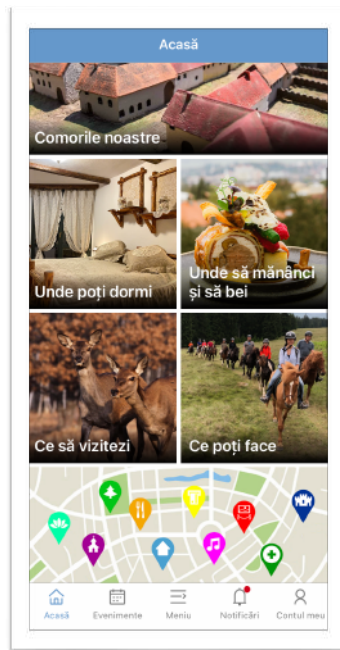 Acasă
Comorile noastre
Unde poți dormi
Unde să mănânci
și să bei
Ce să vizitezi
Ce poți face
Acasă
Evenimente
Meniu
Notificări
Contul meu